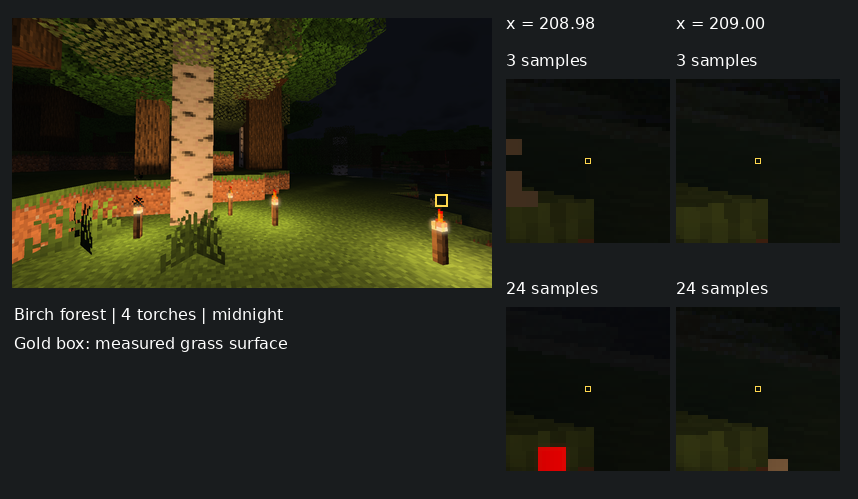 x = 208.98
x = 209.00
3 samples
3 samples
24 samples
24 samples
Birch forest | 4 torches | midnight
Gold box: measured grass surface